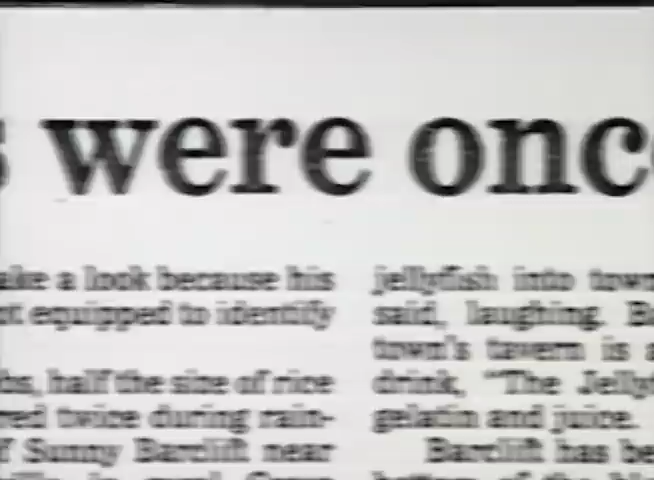 were onc
ake a look because his
ot equipped to identify
bs, half the size of rice
red twice during rain-
f Sunny Barclift near
jellyfish into town
said, laughing. B
town's tavern is a
drink, "The Jelly
gelatin and juice.
Barclift has be